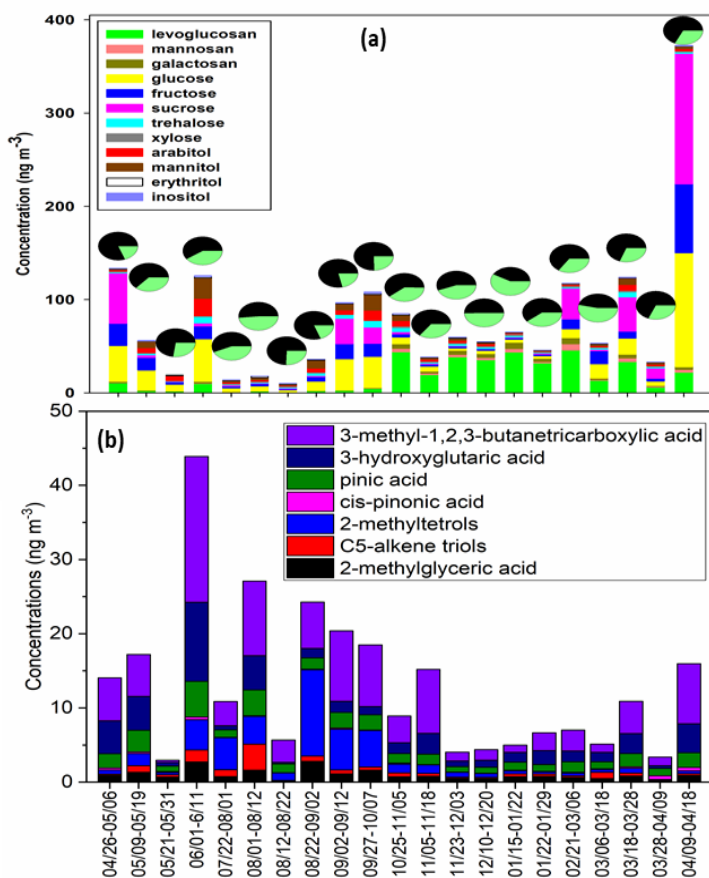 400
300
200
100
0
Concentration (ng m-3)
(a)
levoglucosan
mannosan
galactosan
glucose
fructose
sucrose
trehalose
xylose
arabitol
mannitol
erythritol
inositol
50
40
30
20
10
0
Concentrations (ng m-3)
(b)
3-methyl-1,2,3-butanetricarboxylic acid
3-hydroxyglutaric acid
pinic acid
cis-pinonic acid
2-methyltetrols
C5-alkene triols
2-methylglyceric acid
04/26-05/06
05/09-05/19
05/21-05/31
06/01-6/11
07/22-08/01
08/01-08/12
08/12-08/22
08/22-09/02
09/02-09/12
09/27-10/07
10/25-11/05
11/05-11/18
11/23-12/03
12/10-12/20
01/15-01/22
01/22-01/29
02/21-03/06
03/06-03/18
03/18-03/28
03/28-04/09
04/09-04/18